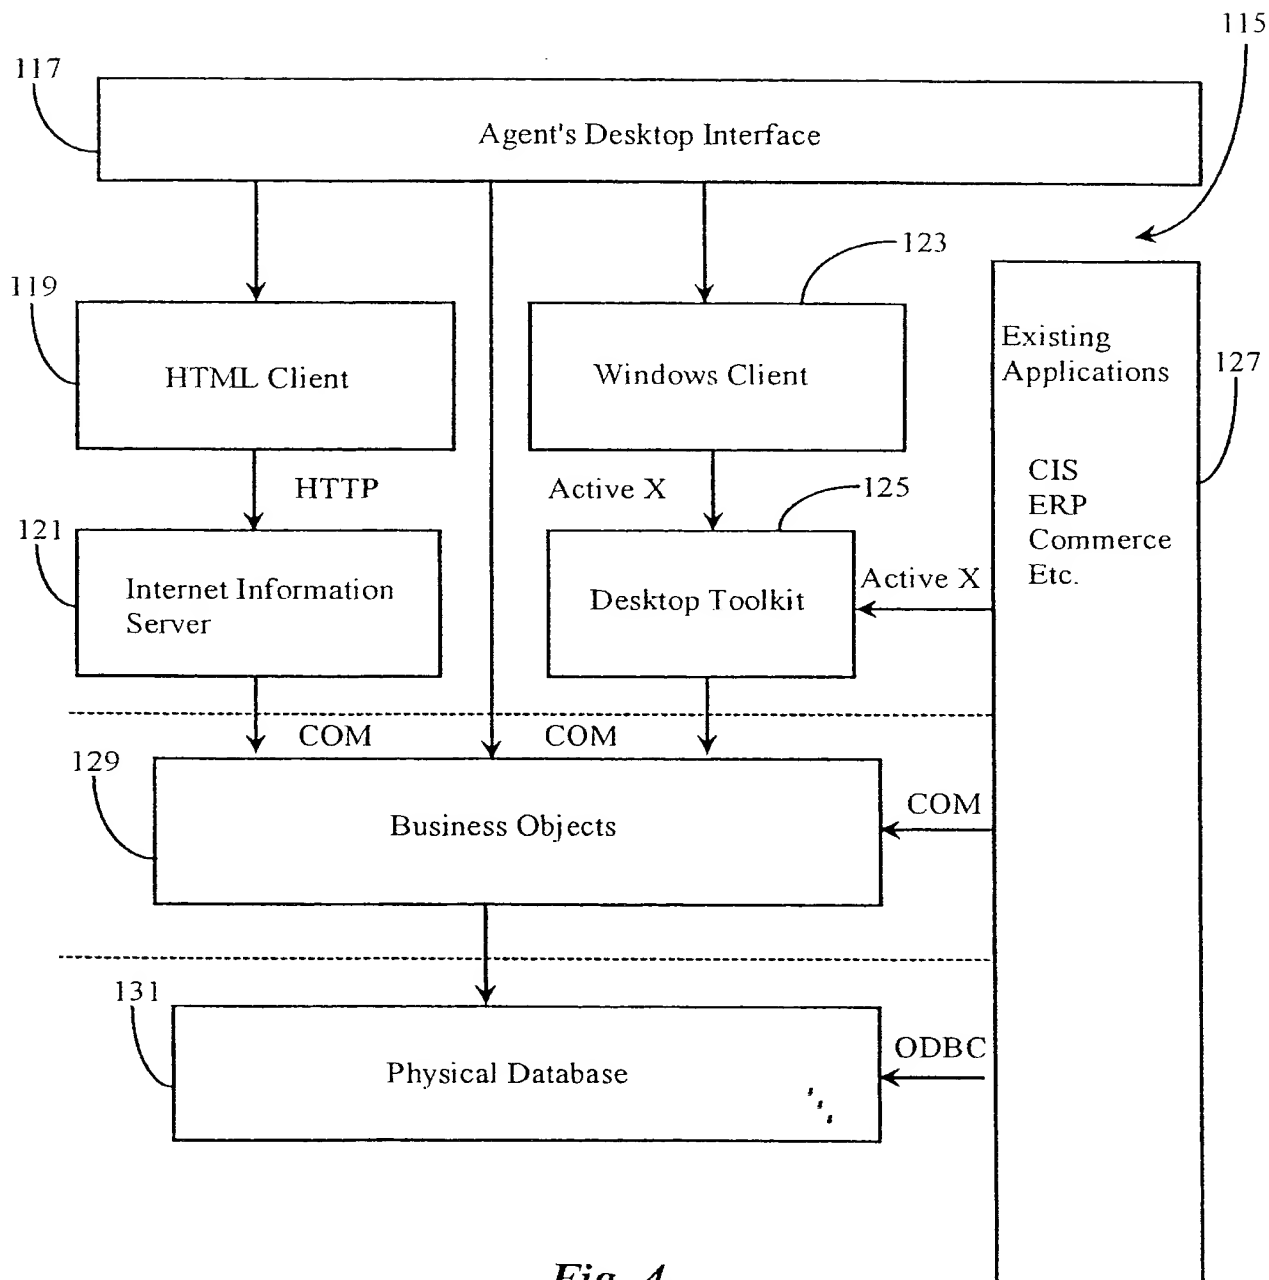 115
117
Agent's Desktop Interface
123
119
Existing
Applications
127
HTML Client
Windows Client
CIS
ERP
Commerce
Etc.
HTTP
Active X
125
121
Internet Information
Server
Desktop Toolkit
Active X
COM
COM
129
COM
Business Objects
131
ODBC
Physical Database
Fig. 4